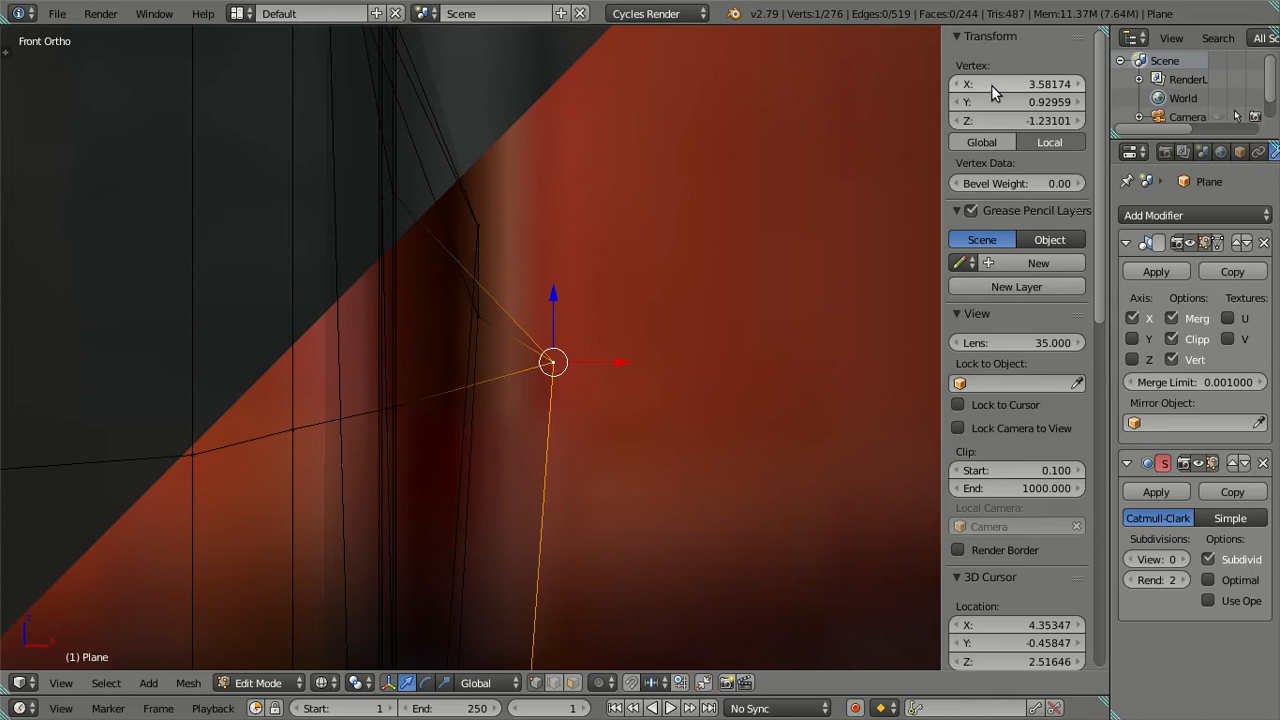 File Render Window Help Default Scene Cycles Render v2.79 | Verts:1/276 | Edges:0/519 | Faces:0/244 | Tris:487 | Mem:11.37M (7.64M) | Plane
Front Ortho
Transform
Vertex:
X: 3.58174
Y: 0.92959
Z: -1.23101
Global Local
Vertex Data:
Bevel Weight: 0.00
Grease Pencil Layers
Scene Object
New
New Layer
View
Lens: 35.000
Lock to Object:
Lock to Cursor
Lock Camera to View
Clip:
Start: 0.100
End: 1000.000
Local Camera:
Camera
Render Border
3D Cursor
Location:
X: 4.35347
Y: -0.45847
Z: 2.51646
View Search All Sc
Scene
RenderL
World
Camera
Plane
Add Modifier
Apply Copy
Axis: Options: Textures:
X Merg U
Y Clipp V
Z Vert
Merge Limit: 0.001000
Mirror Object:
S
Apply Copy
Catmull-Clark Simple
Subdivisions: Options:
View: 0 Subdivid
Rend: 2 Optimal
Use Ope
z
x
(1) Plane
View Select Add Mesh Edit Mode Global
View Marker Frame Playback Start: 1 End: 250 1 No Sync